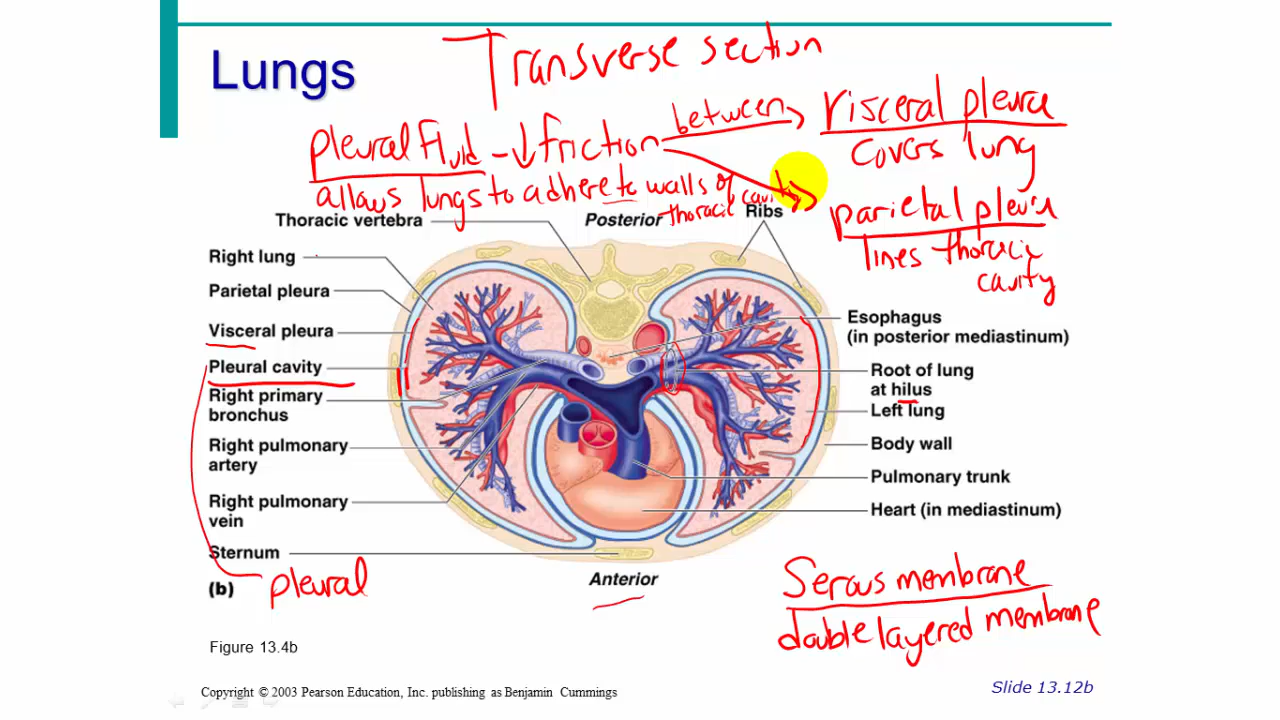 Lungs
Transverse section
pleural Fluid - ↓ friction between visceral pleura
allows lungs to adhere to walls of thoracic cavity
covers lung
parietal pleura
lines thoracic
cavity
Thoracic vertebra
Posterior
Ribs
Right lung
Parietal pleura
Visceral pleura
Pleural cavity
Right primary
bronchus
Right pulmonary
artery
Right pulmonary
vein
Sternum
(b)
pleural
Anterior
Esophagus
(in posterior mediastinum)
Root of lung
at hilus
Left lung
Body wall
Pulmonary trunk
Heart (in mediastinum)
Serous membrane
double layered membrane
Figure 13.4b
Copyright © 2003 Pearson Education, Inc. publishing as Benjamin Cummings
Slide 13.12b